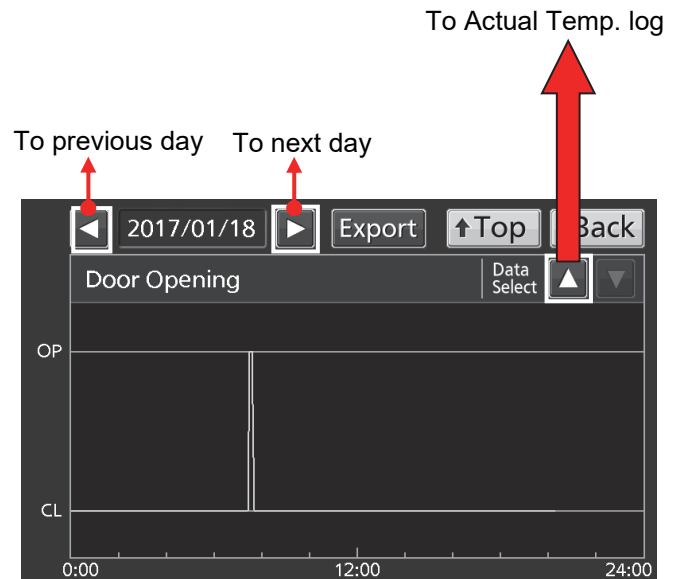 To Actual Temp. log
To previous day
To next day
2017/01/18
Export
Top
Back
Door Opening
Data
Select
OP
CL
0:00
12:00
24:00